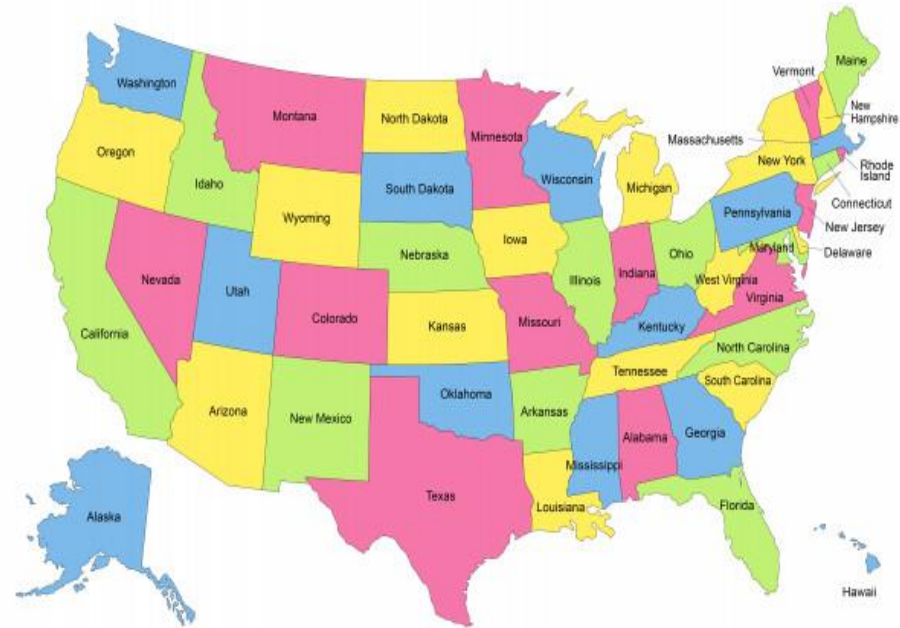 Washington
Oregon
California
Nevada
Idaho
Montana
Wyoming
Utah
Arizona
Colorado
New Mexico
North Dakota
South Dakota
Nebraska
Kansas
Oklahoma
Texas
Minnesota
Iowa
Missouri
Arkansas
Louisiana
Wisconsin
Illinois
Michigan
Indiana
Ohio
Kentucky
Tennessee
Mississippi
Alabama
Georgia
Florida
South Carolina
North Carolina
Virginia
West Virginia
Maryland
Delaware
Pennsylvania
New Jersey
New York
Connecticut
Rhode
Island
Massachusetts
Vermont
New
Hampshire
Maine
Alaska
Hawaii